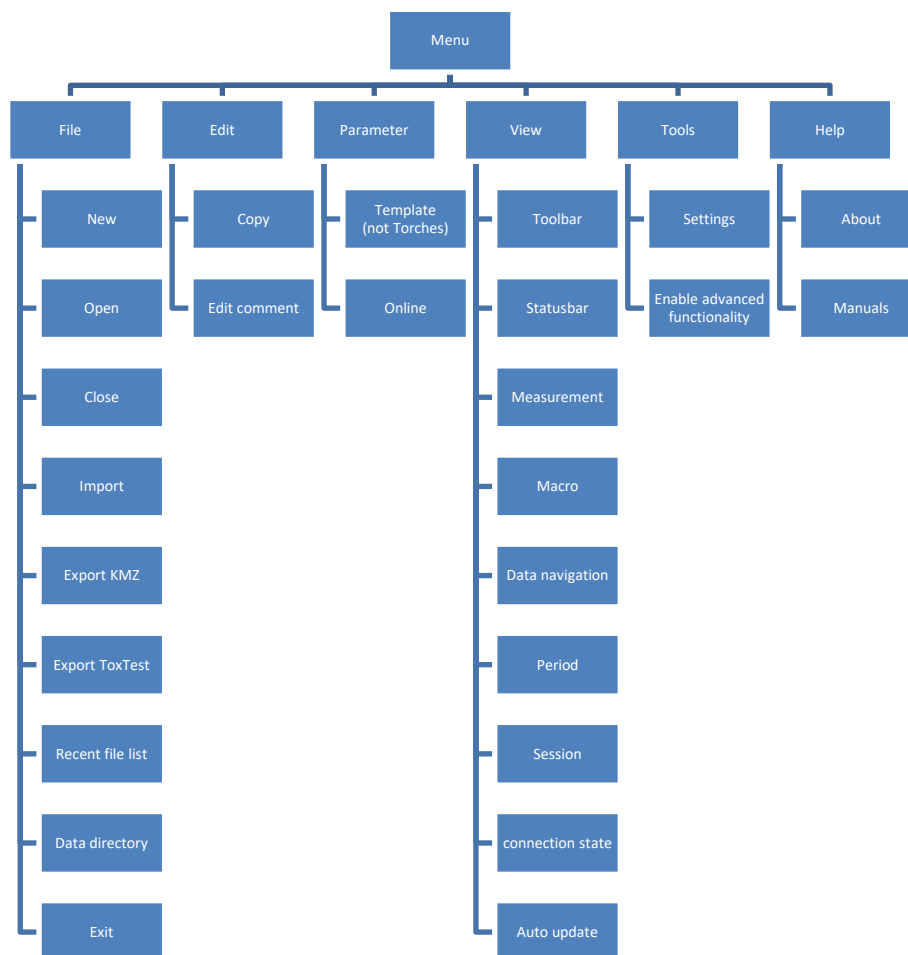 Menu
File
Edit
Parameter
View
Tools
Help
New
Copy
Template
(not Torches)
Toolbar
Settings
About
Open
Edit comment
Online
Statusbar
Enable advanced
functionality
Manuals
Close
Measurement
Import
Macro
Export KMZ
Data navigation
Export ToxTest
Period
Recent file list
Session
Data directory
connection state
Exit
Auto update